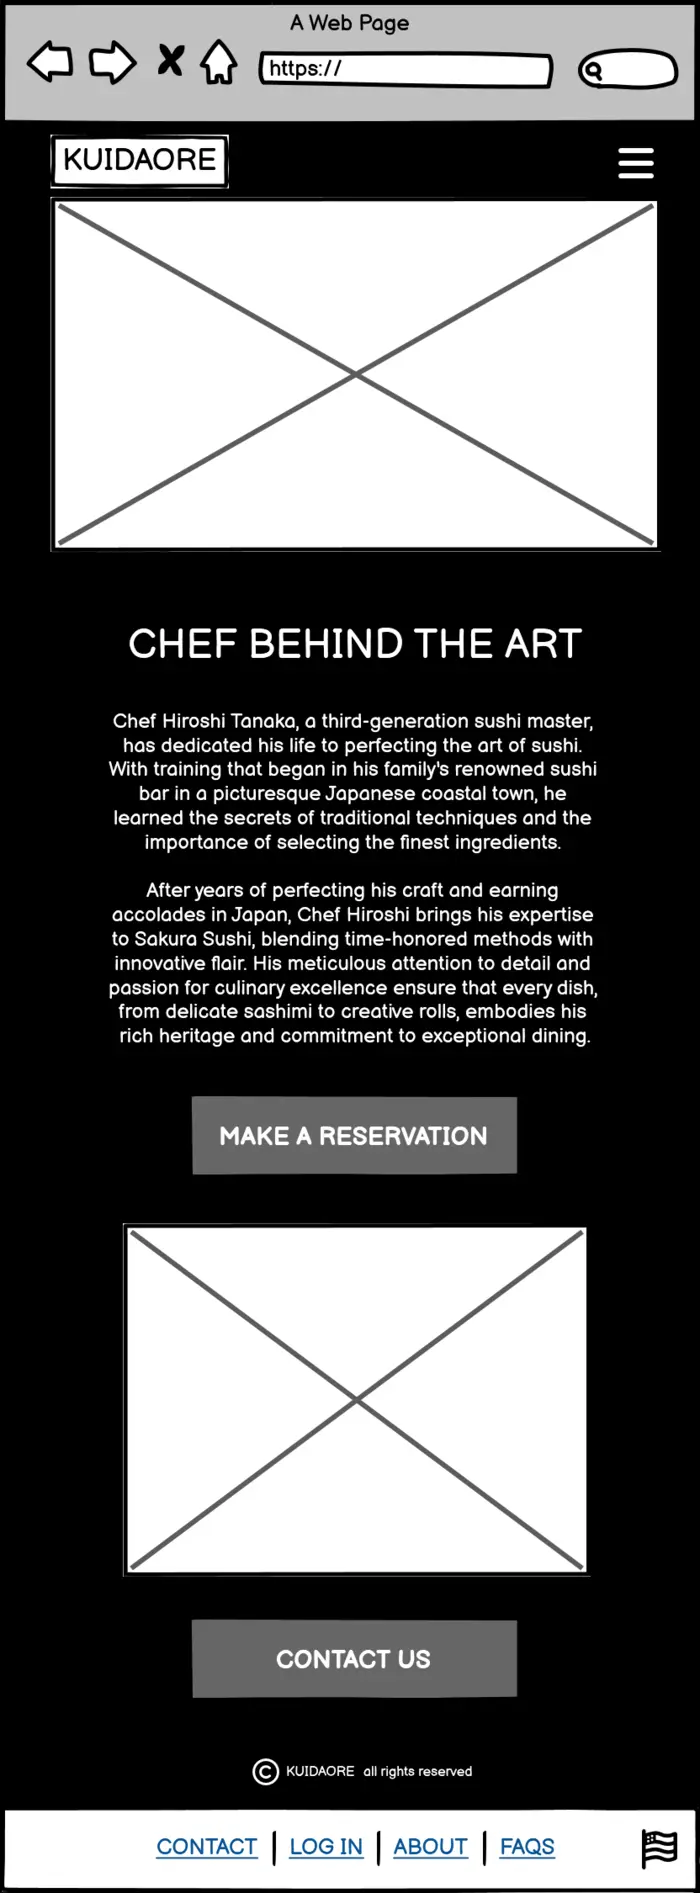 A Web Page
https://
KUIDAORE
CHEF BEHIND THE ART
Chef Hiroshi Tanaka, a third-generation sushi master,
has dedicated his life to perfecting the art of sushi.
With training that began in his family's renowned sushi
bar in a picturesque Japanese coastal town, he
learned the secrets of traditional techniques and the
importance of selecting the finest ingredients.
After years of perfecting his craft and earning
accolades in Japan, Chef Hiroshi brings his expertise
to Sakura Sushi, blending time-honored methods with
innovative flair. His meticulous attention to detail and
passion for culinary excellence ensure that every dish,
from delicate sashimi to creative rolls, embodies his
rich heritage and commitment to exceptional dining.
MAKE A RESERVATION
CONTACT US
© KUIDAORE all rights reserved
CONTACT | LOG IN | ABOUT | FAQS